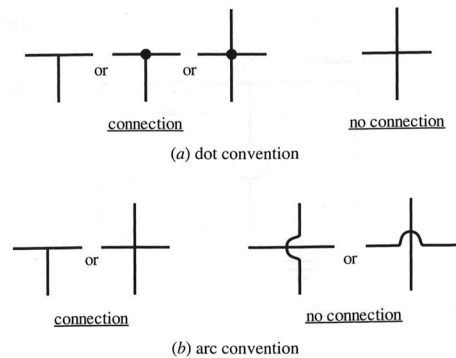 or or
connection no connection
(a) dot convention
or or
connection no connection
(b) arc convention